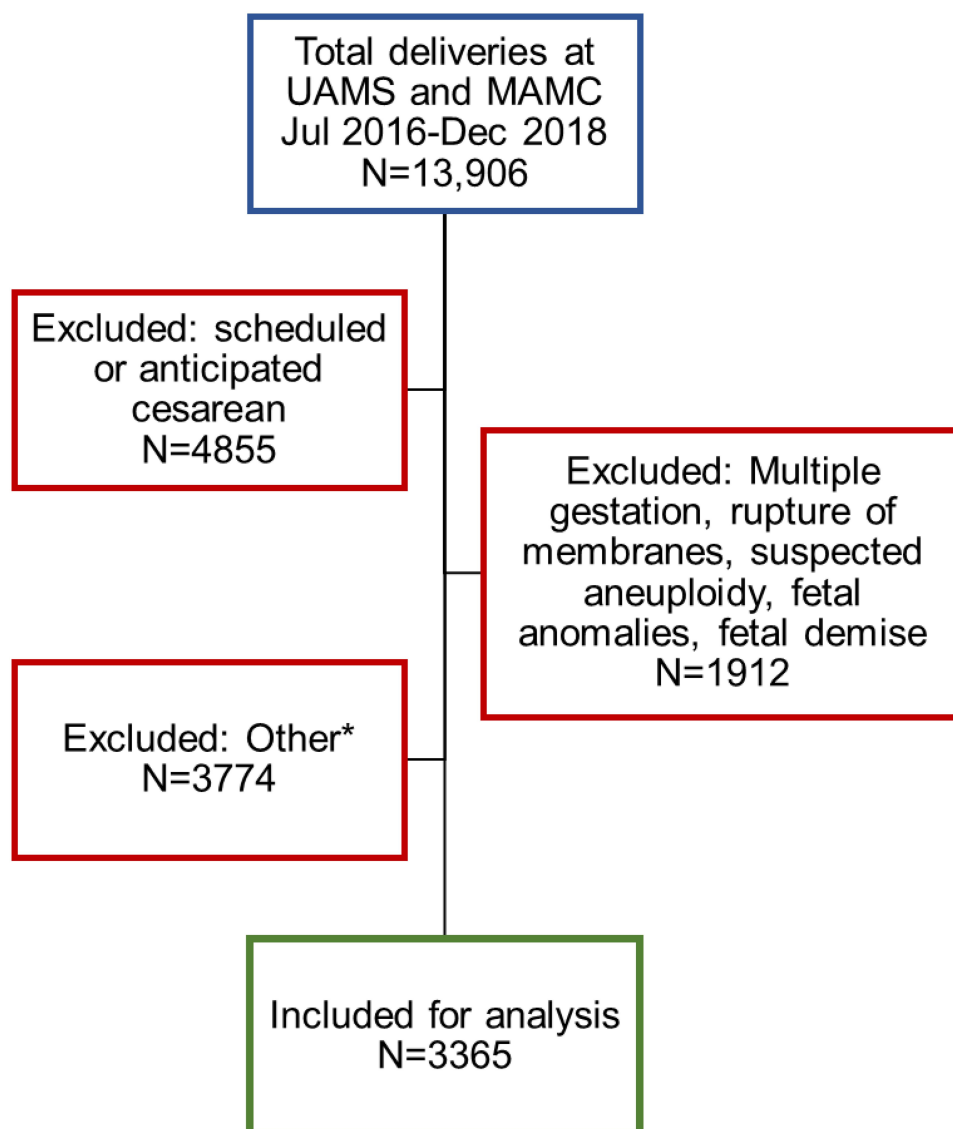 Total deliveries at
UAMS and MAMC
Jul 2016-Dec 2018
N=13,906
Excluded: scheduled
or anticipated
cesarean
N=4855
Excluded: Multiple
gestation, rupture of
membranes, suspected
aneuploidy, fetal
anomalies, fetal demise
N=1912
Excluded: Other*
N=3774
Included for analysis
N=3365